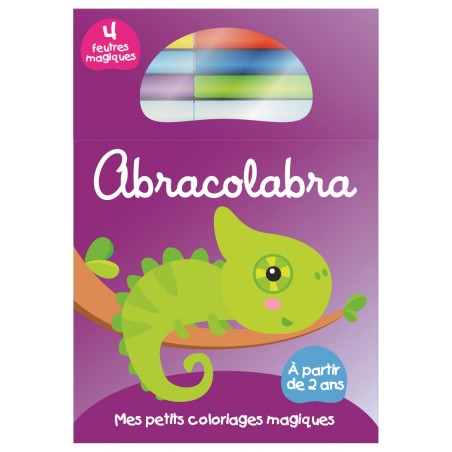 4
feutres
magiques
Abracolabra
À partir
de 2 ans
Mes petits coloriages magiques